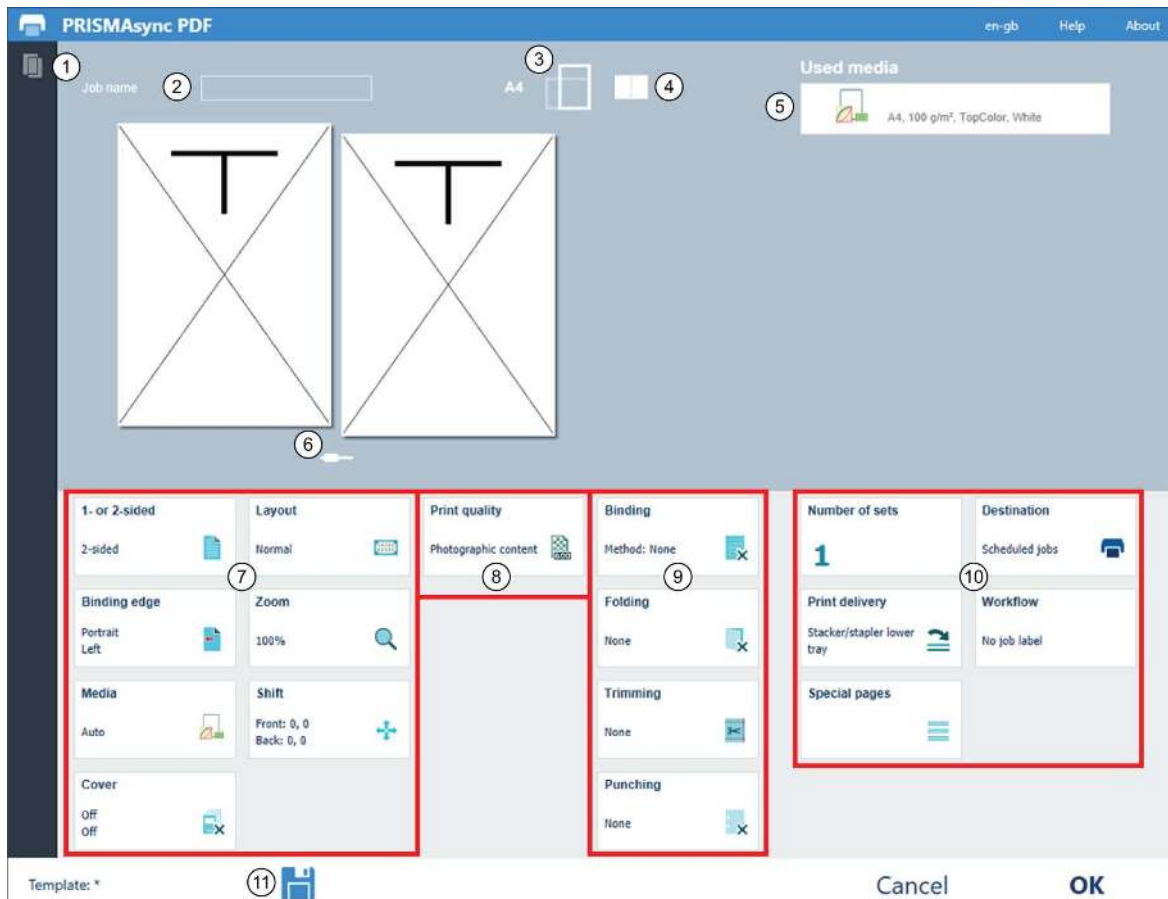 PRISMAsync PDF
en-gb
Help
About
1
Job name
2
A4
3
4
Used media
5
A4, 100 g/m², TopColor, White
T
T
6
1- or 2-sided
2-sided
Layout
Normal
Print quality
Photographic content
600
8
Binding
Method: None
9
Number of sets
1
Destination
Scheduled jobs
10
7
Binding edge
Portrait
Left
Zoom
100%
Folding
None
Print delivery
Stacker/stapler lower
tray
Workflow
No job label
Media
Auto
Shift
Front: 0, 0
Back: 0, 0
Trimming
None
Special pages
Cover
Off
Off
Punching
None
Template: *
11
Cancel
OK